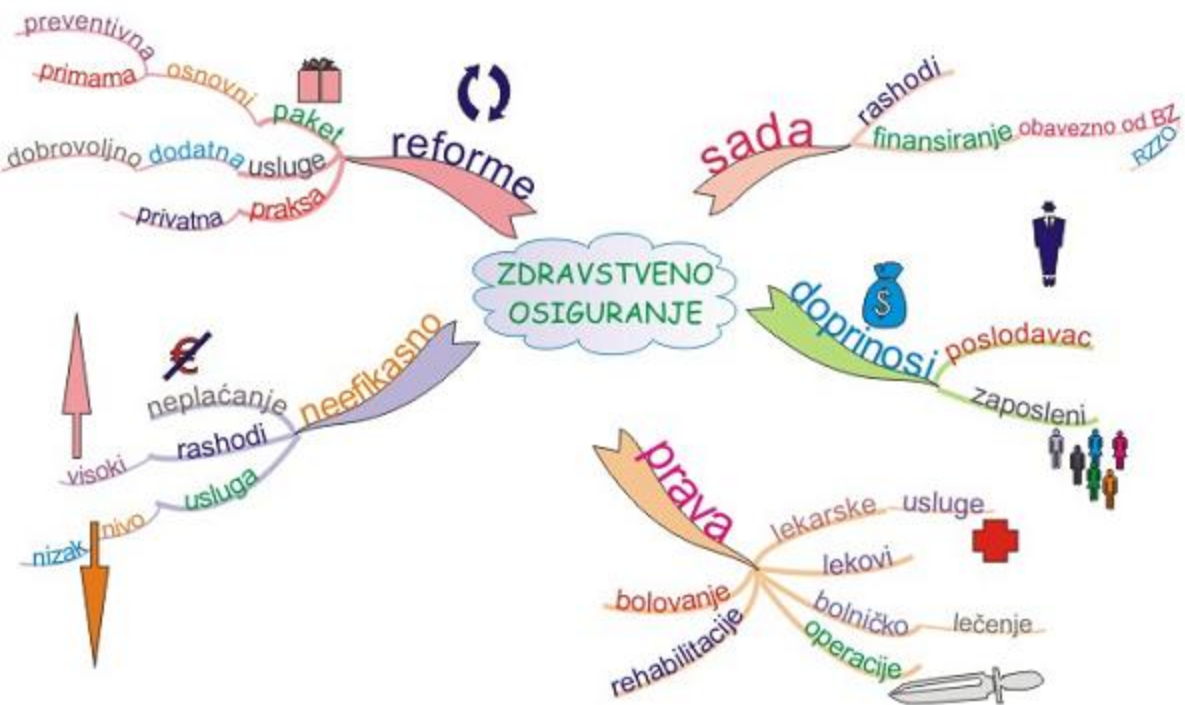 ZDRAVSTVENO
OSIGURANJE
sada
rashodi
finansiranje obavezno od BZ
RZZO
doprinosi
poslodavac
zaposleni
$
prava
lekarske usluge
lekovi
bolničko lečenje
operacije
rehabilitacije
bolovanje
neefikasno
€
neplaćanje
rashodi
visoki
usluga
nivo
nizak
reforme
paket
osnovni
preventivna
primarna
usluge
dodatna
dobrovoljno
praksa
privatna